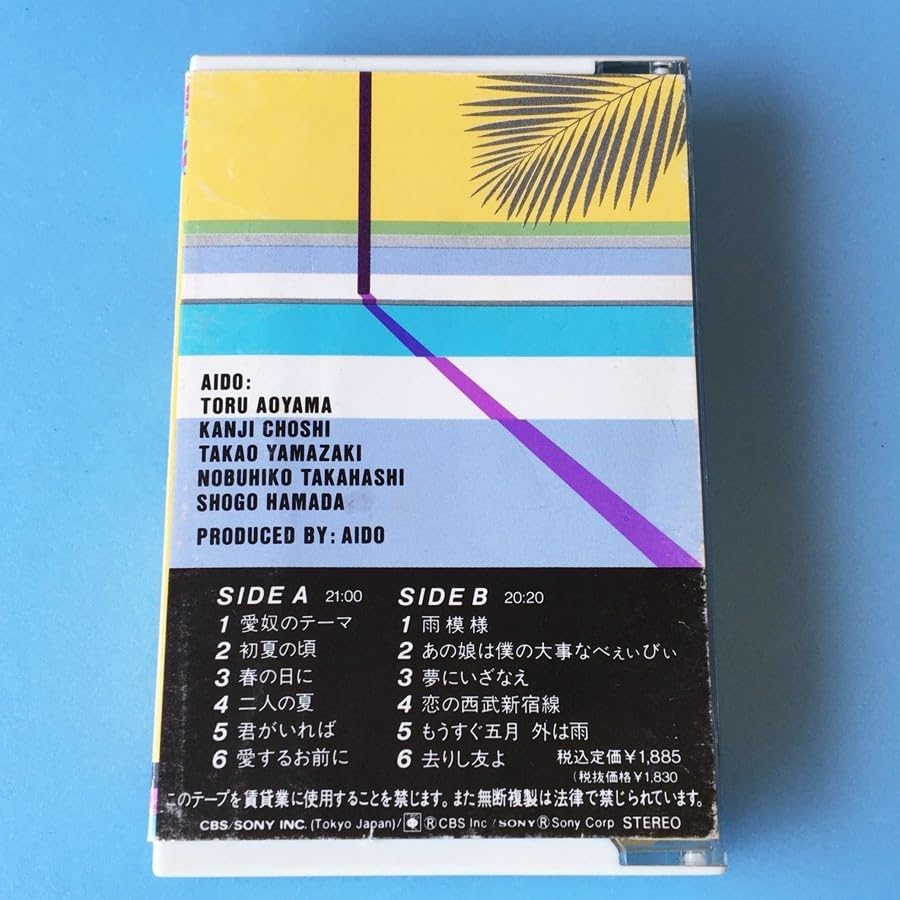 AIDO:
TORU AOYAMA
KANJI CHOSHI
TAKAO YAMAZAKI
NOBUHIKO TAKAHASHI
SHOGO HAMADA
PRODUCED BY: AIDO
SIDE A 21:00
1 愛奴のテーマ
2 初夏の頃
3 春の日に
4 二人の夏
5 君がいれば
6 愛するお前に
SIDE B 20:20
1 雨模様
2 あの娘は僕の大事なべぇぃびぃ
3 夢にいざなえ
4 恋の西武新宿線
5 もうすぐ五月 外は雨
6 去りし友よ
税込定価¥1,885
(税抜価格¥1,830
このテープを賃貸業に使用することを禁じます。また無断複製は法律で禁じられています。
CBS/SONY INC. (Tokyo Japan)/ ®CBS Inc / SONY ®Sony Corp STEREO